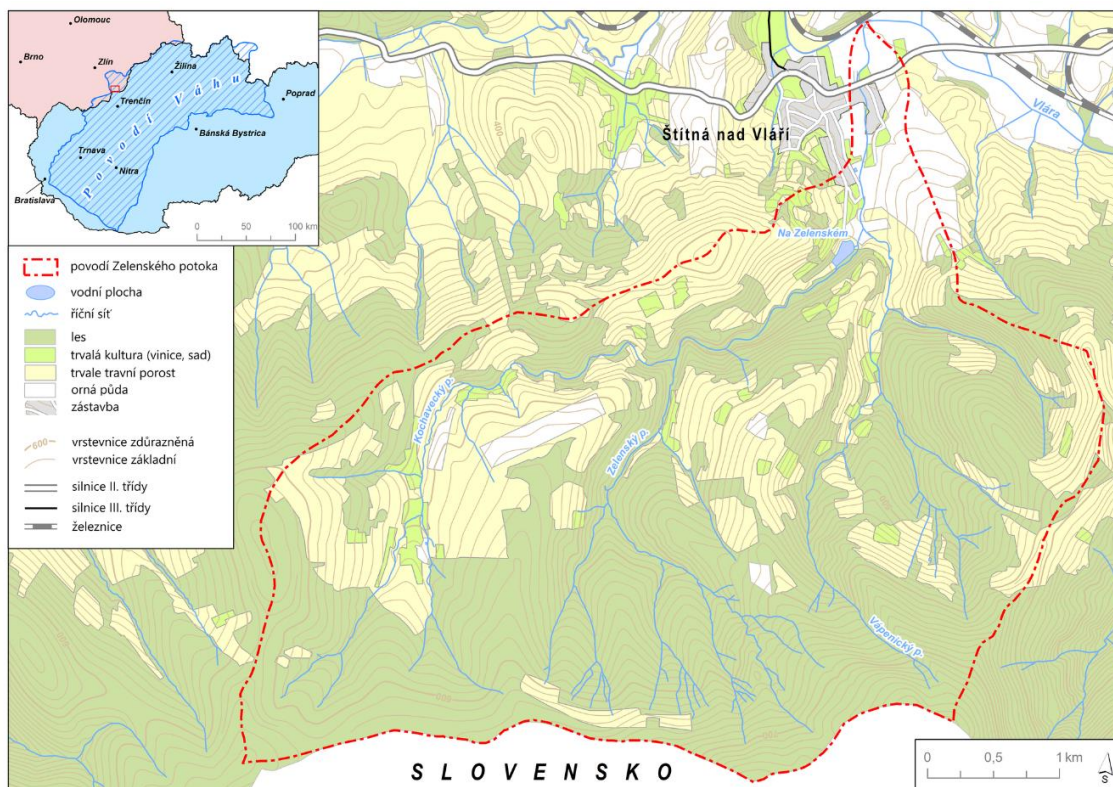 Olomouc
Brno
Zlín
Žilina
Trenčín
Poprad
Povodí Váhu
Bánská Bystrica
Trnava
Nitra
Bratislava
0 50 100 km
povodí Zelenského potoka
vodní plocha
říční síť
les
trvalá kultura (vinice, sad)
trvale travní porost
orná půda
zástavba
600 vrstevnice zdůrazněná
vrstevnice základní
silnice II. třídy
silnice III. třídy
železnice
Štítná nad Vláří
Vlára
400
Na Zelenském
Kochavecký p.
Zelenský p.
Vápenický p.
SLOVENSKO
0 0,5 1 km
S